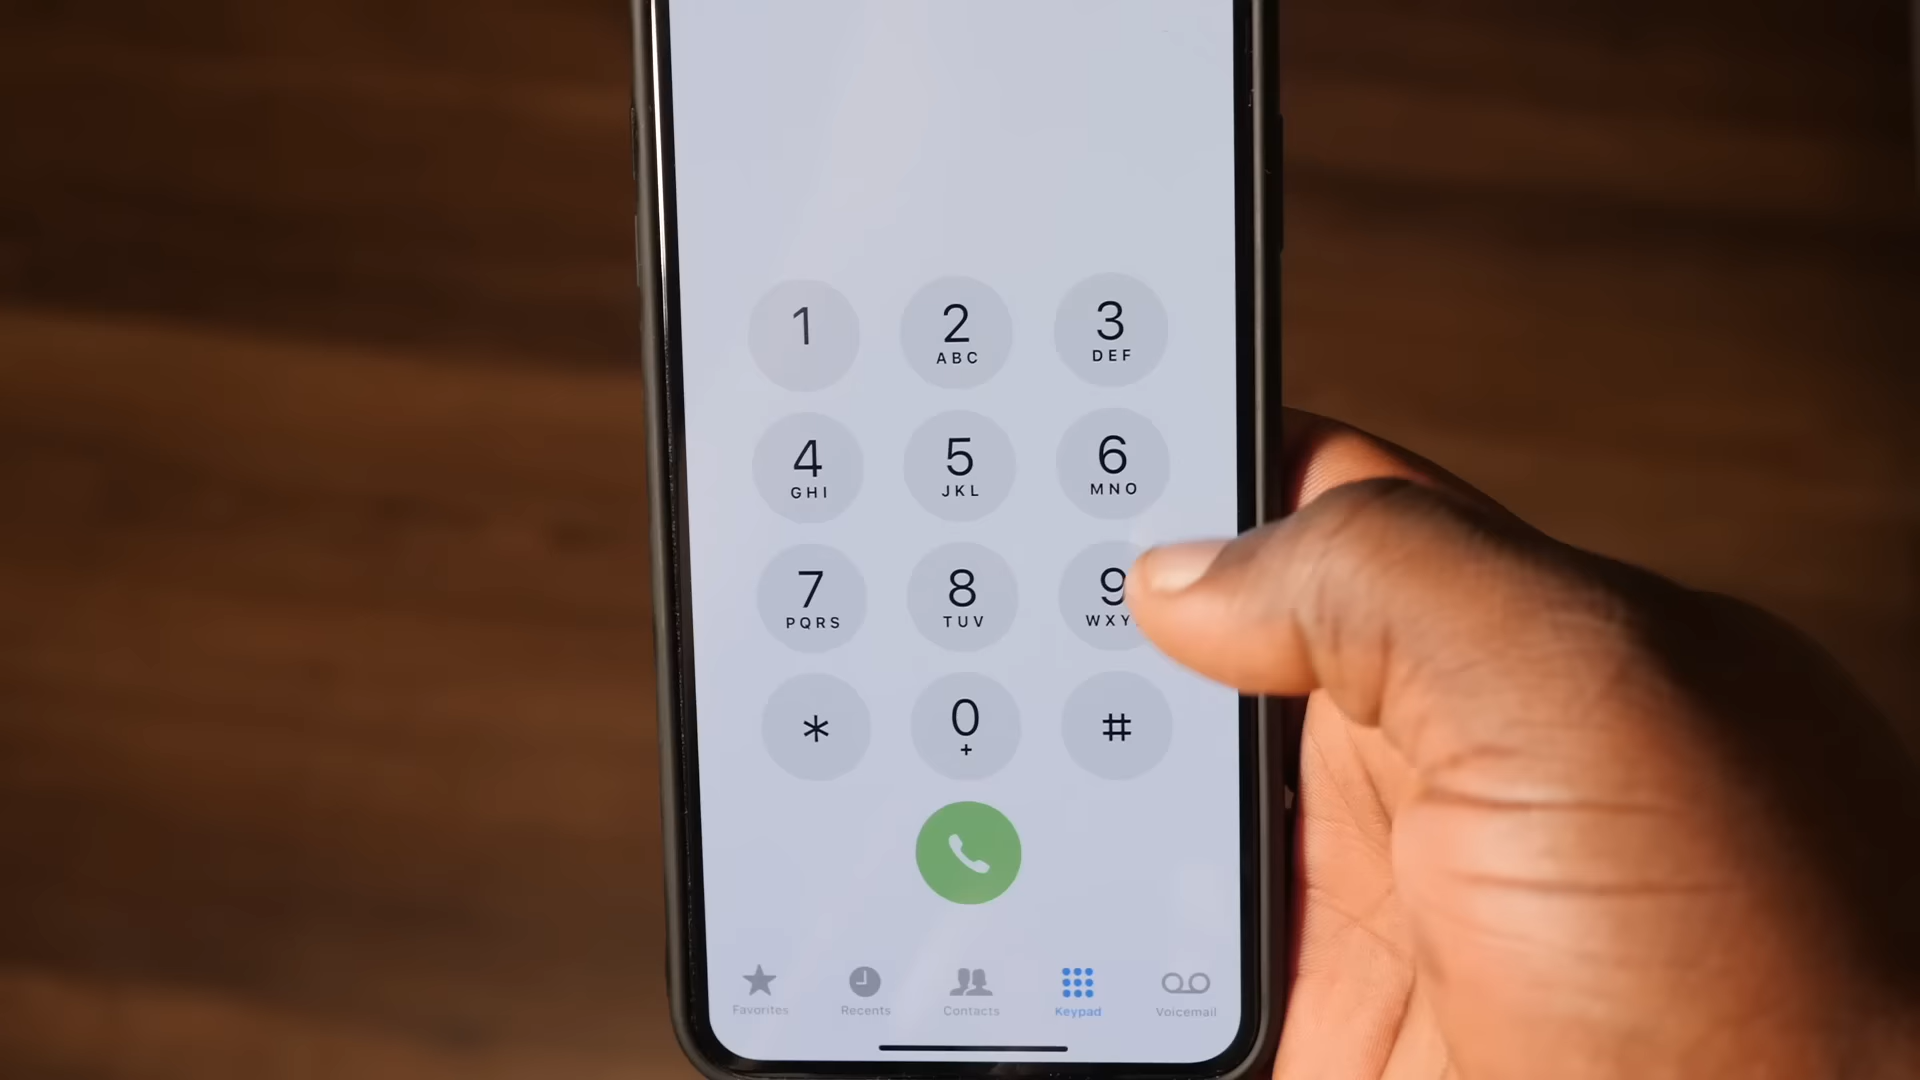 1 2 3
ABC DEF
4 5 6
GHI JKL MNO
7 8 9
PQRS TUV WXY
* 0 #
+
Favorites Recents Contacts Keypad Voicemail